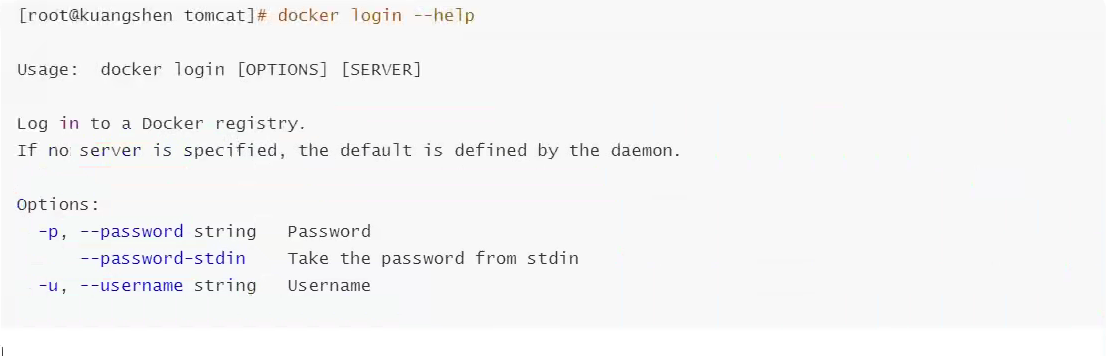 [root@kuangshen tomcat]# docker login --help
Usage:  docker login [OPTIONS] [SERVER]
Log in to a Docker registry.
If no server is specified, the default is defined by the daemon.
Options:
  -p, --password string   Password
      --password-stdin    Take the password from stdin
  -u, --username string   Username